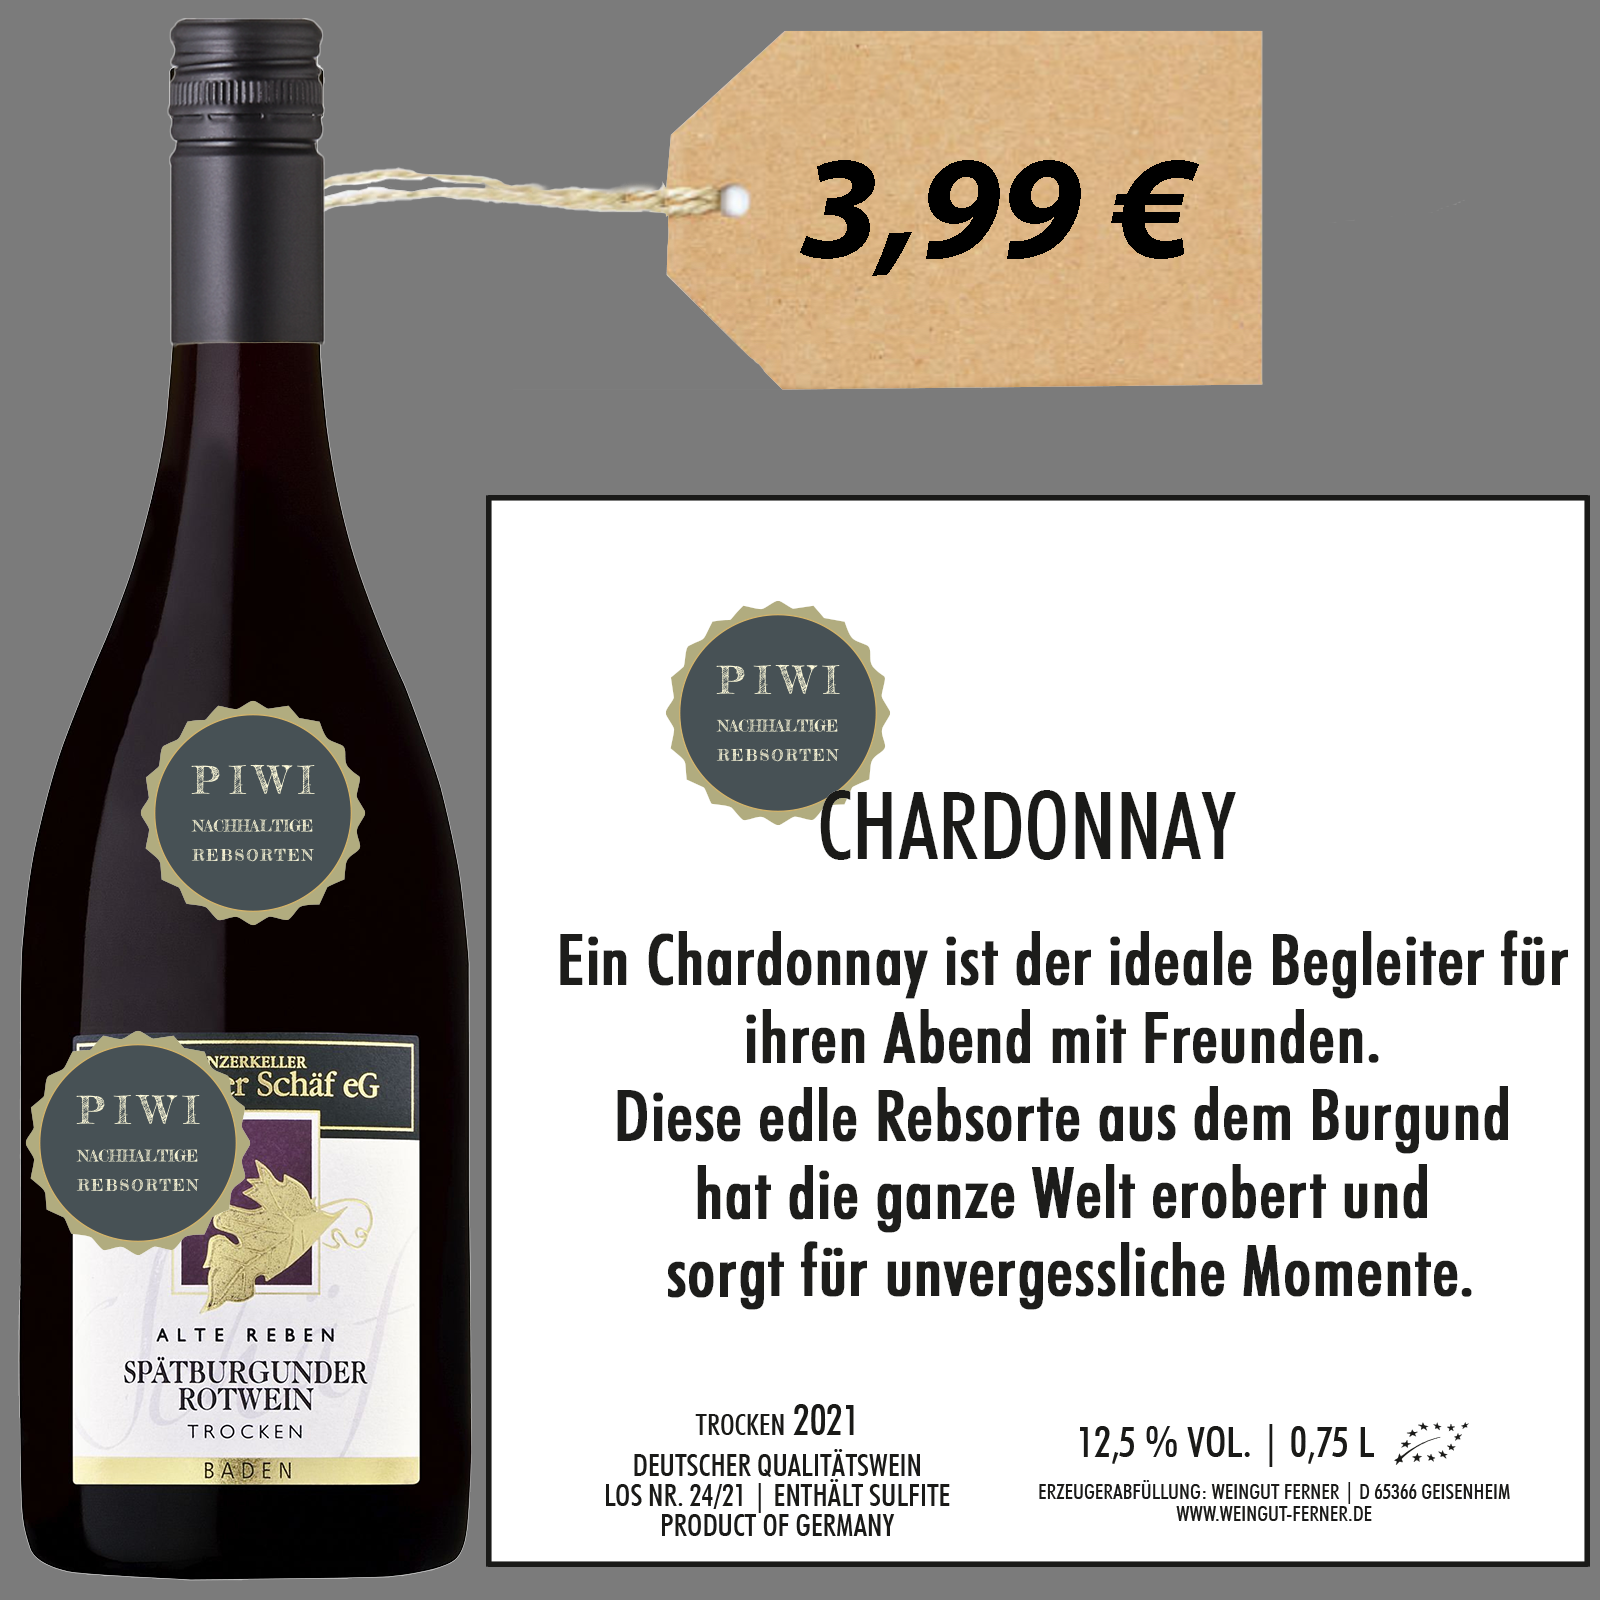 3,99 €
PIWI
NACHHALTIGE
REBSORTEN
PIWI
NACHHALTIGE
REBSORTEN
NZERKELLER
er Schäf eG
ALTE REBEN
SPÄTBURGUNDER
ROTWEIN
TROCKEN
BADEN
PIWI
NACHHALTIGE
REBSORTEN
CHARDONNAY
Ein Chardonnay ist der ideale Begleiter für
ihren Abend mit Freunden.
Diese edle Rebsorte aus dem Burgund
hat die ganze Welt erobert und
sorgt für unvergessliche Momente.
TROCKEN 2021
DEUTSCHER QUALITÄTSWEIN
LOS NR. 24/21 | ENTHÄLT SULFITE
PRODUCT OF GERMANY
12,5 % VOL. | 0,75 L
ERZEUGERABFÜLLUNG: WEINGUT FERNER | D 65366 GEISENHEIM
WWW.WEINGUT-FERNER.DE